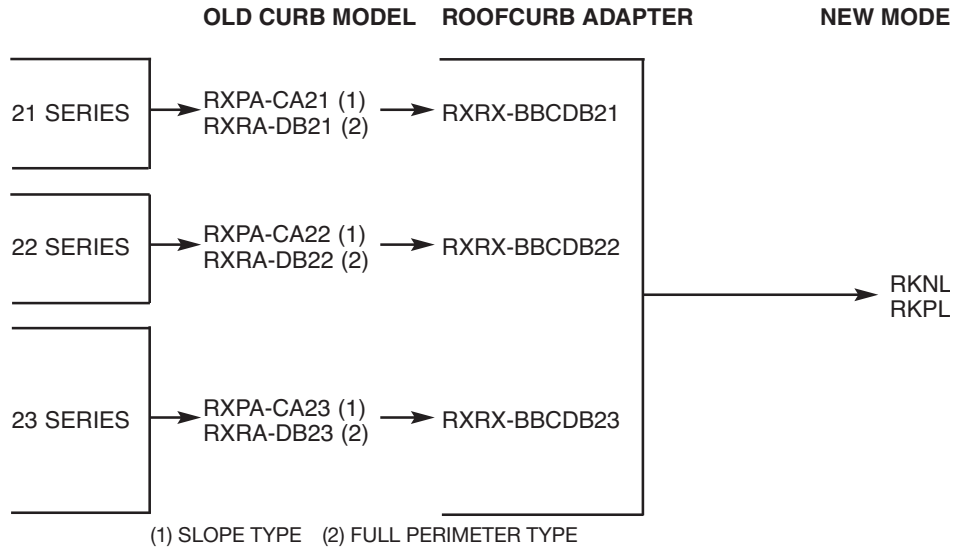 OLD CURB MODEL ROOFCURB ADAPTER NEW MODE
21 SERIES RXPA-CA21 (1) RXRX-BBCDB21
RXRA-DB21 (2)
22 SERIES RXPA-CA22 (1) RXRX-BBCDB22
RXRA-DB22 (2)
RKNL
RKPL
23 SERIES RXPA-CA23 (1) RXRX-BBCDB23
RXRA-DB23 (2)
(1) SLOPE TYPE (2) FULL PERIMETER TYPE